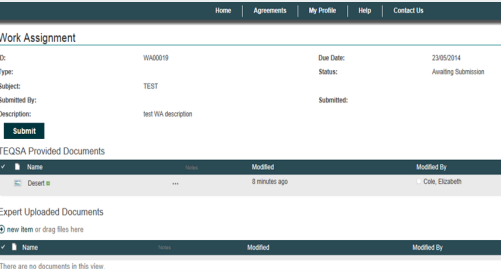 Home Agreements My Profile Help Contact Us
Work Assignment
ID: WA00019 Due Date: 23/05/2014
Type: Status: Awaiting Submission
Subject: TEST
Submitted By: Submitted:
Description: test WA description
Submit
TEQSA Provided Documents
Name Notes Modified Modified By
Desert ... 8 minutes ago Cole, Elizabeth
Expert Uploaded Documents
new item or drag files here
Name Notes Modified Modified By
There are no documents in this view.